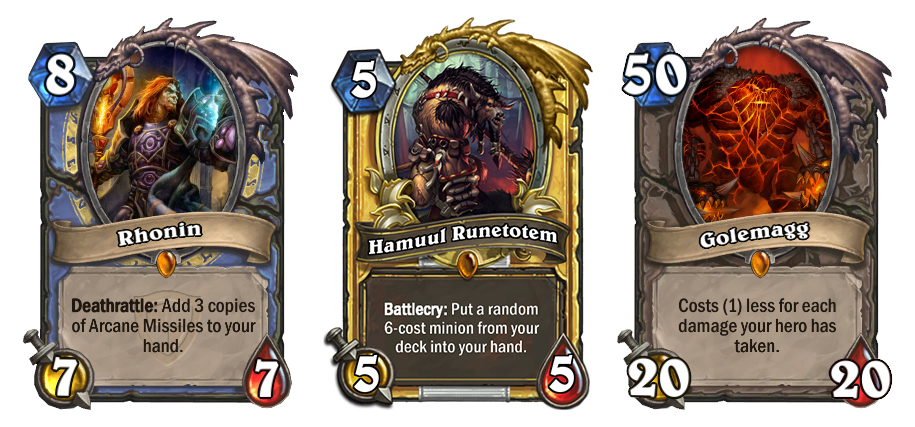 8
Rhonin
Deathrattle: Add 3 copies
of Arcane Missiles to your
hand.
7
7
5
Hamuul Runetotem
Battlecry: Put a random
6-cost minion from your
deck into your hand.
5
5
50
Golemagg
Costs (1) less for each
damage your hero has
taken.
20
20